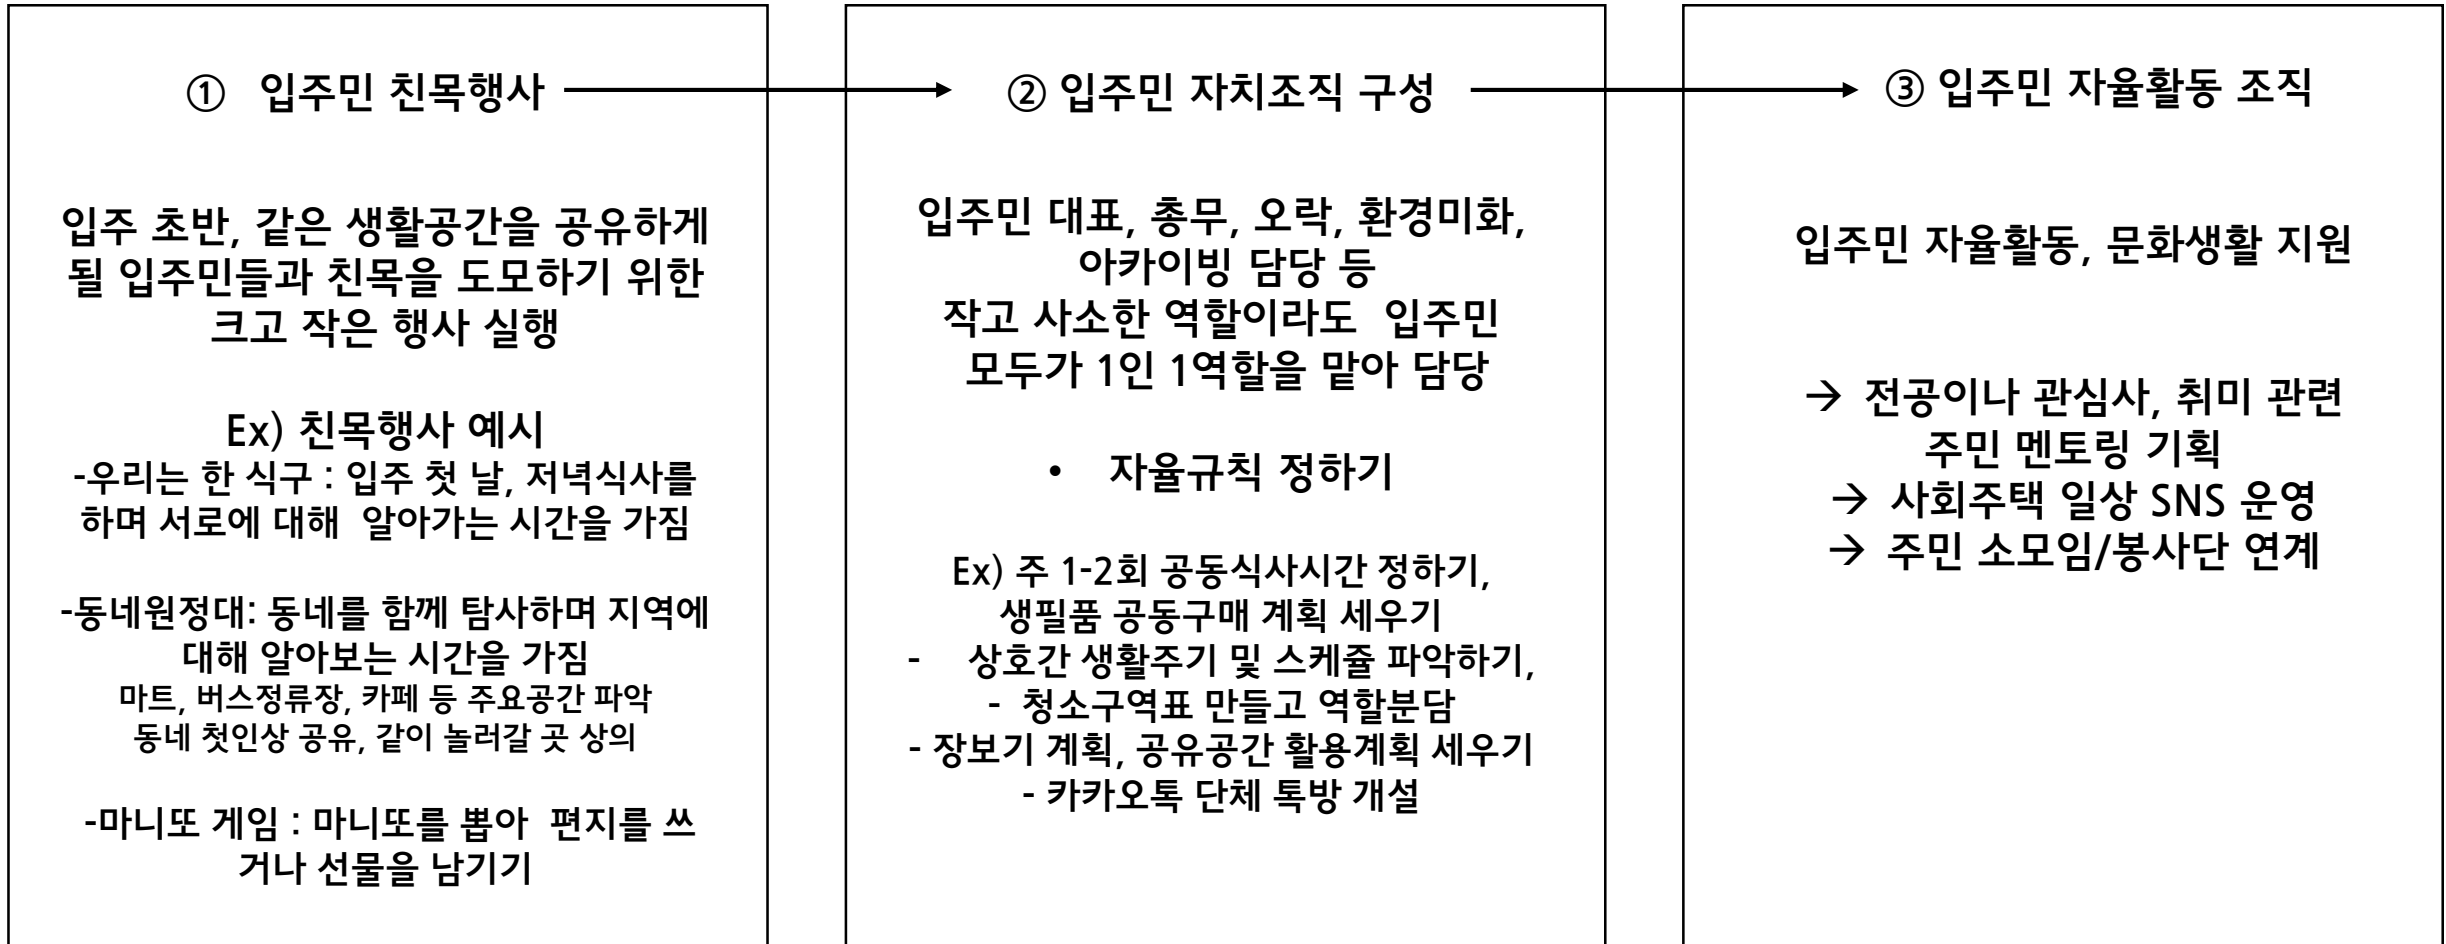 ① 입주민 친목행사
입주 초반, 같은 생활공간을 공유하게
될 입주민들과 친목을 도모하기 위한
크고 작은 행사 실행
Ex) 친목행사 예시
-우리는 한 식구 : 입주 첫 날, 저녁식사를
하며 서로에 대해 알아가는 시간을 가짐
-동네원정대: 동네를 함께 탐사하며 지역에
대해 알아보는 시간을 가짐
마트, 버스정류장, 카페 등 주요공간 파악
동네 첫인상 공유, 같이 놀러갈 곳 상의
-마니또 게임 : 마니또를 뽑아 편지를 쓰
거나 선물을 남기기
② 입주민 자치조직 구성
입주민 대표, 총무, 오락, 환경미화,
아카이빙 담당 등
작고 사소한 역할이라도 입주민
모두가 1인 1역할을 맡아 담당
• 자율규칙 정하기
Ex) 주 1-2회 공동식사시간 정하기,
생필품 공동구매 계획 세우기
- 상호간 생활주기 및 스케쥴 파악하기,
- 청소구역표 만들고 역할분담
- 장보기 계획, 공유공간 활용계획 세우기
- 카카오톡 단체 톡방 개설
③ 입주민 자율활동 조직
입주민 자율활동, 문화생활 지원
→ 전공이나 관심사, 취미 관련
주민 멘토링 기획
→ 사회주택 일상 SNS 운영
→ 주민 소모임/봉사단 연계